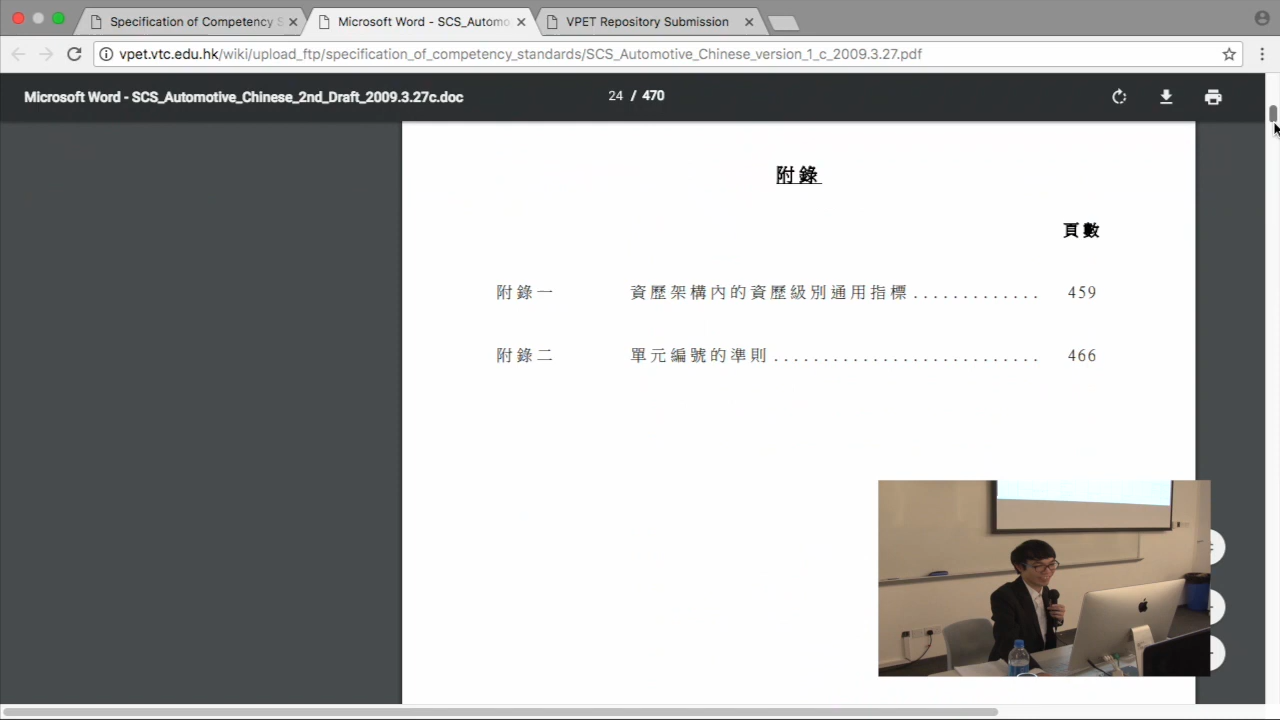 Specification of Competency S
Microsoft Word - SCS_Automo
VPET Repository Submission
vpet.vtc.edu.hk/wiki/upload_ftp/specification_of_competency_standards/SCS_Automotive_Chinese_version_1_c_2009.3.27.pdf
Microsoft Word - SCS_Automotive_Chinese_2nd_Draft_2009.3.27c.doc
24 / 470
附錄
頁數
附錄一 資歷架構內的資歷級別通用指標............. 459
附錄二 單元編號的準則........................... 466